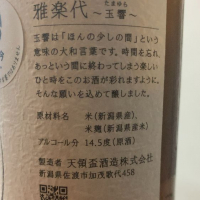 たまゆら
雅楽代〜玉響〜
玉響は「ほんの少しの間」という
意味の大和言葉です。時間を忘れ、
あっという間に終わってしまう楽しい
ひと時をこのお酒が彩れますように。
そんな願いを込めて醸しました。
原材料名 米(新潟県産)、
米麹(新潟県産米)
アルコール分 14.5度(原酒)
製造者 天領盃酒造株式会社
新潟県佐渡市加茂歌代458